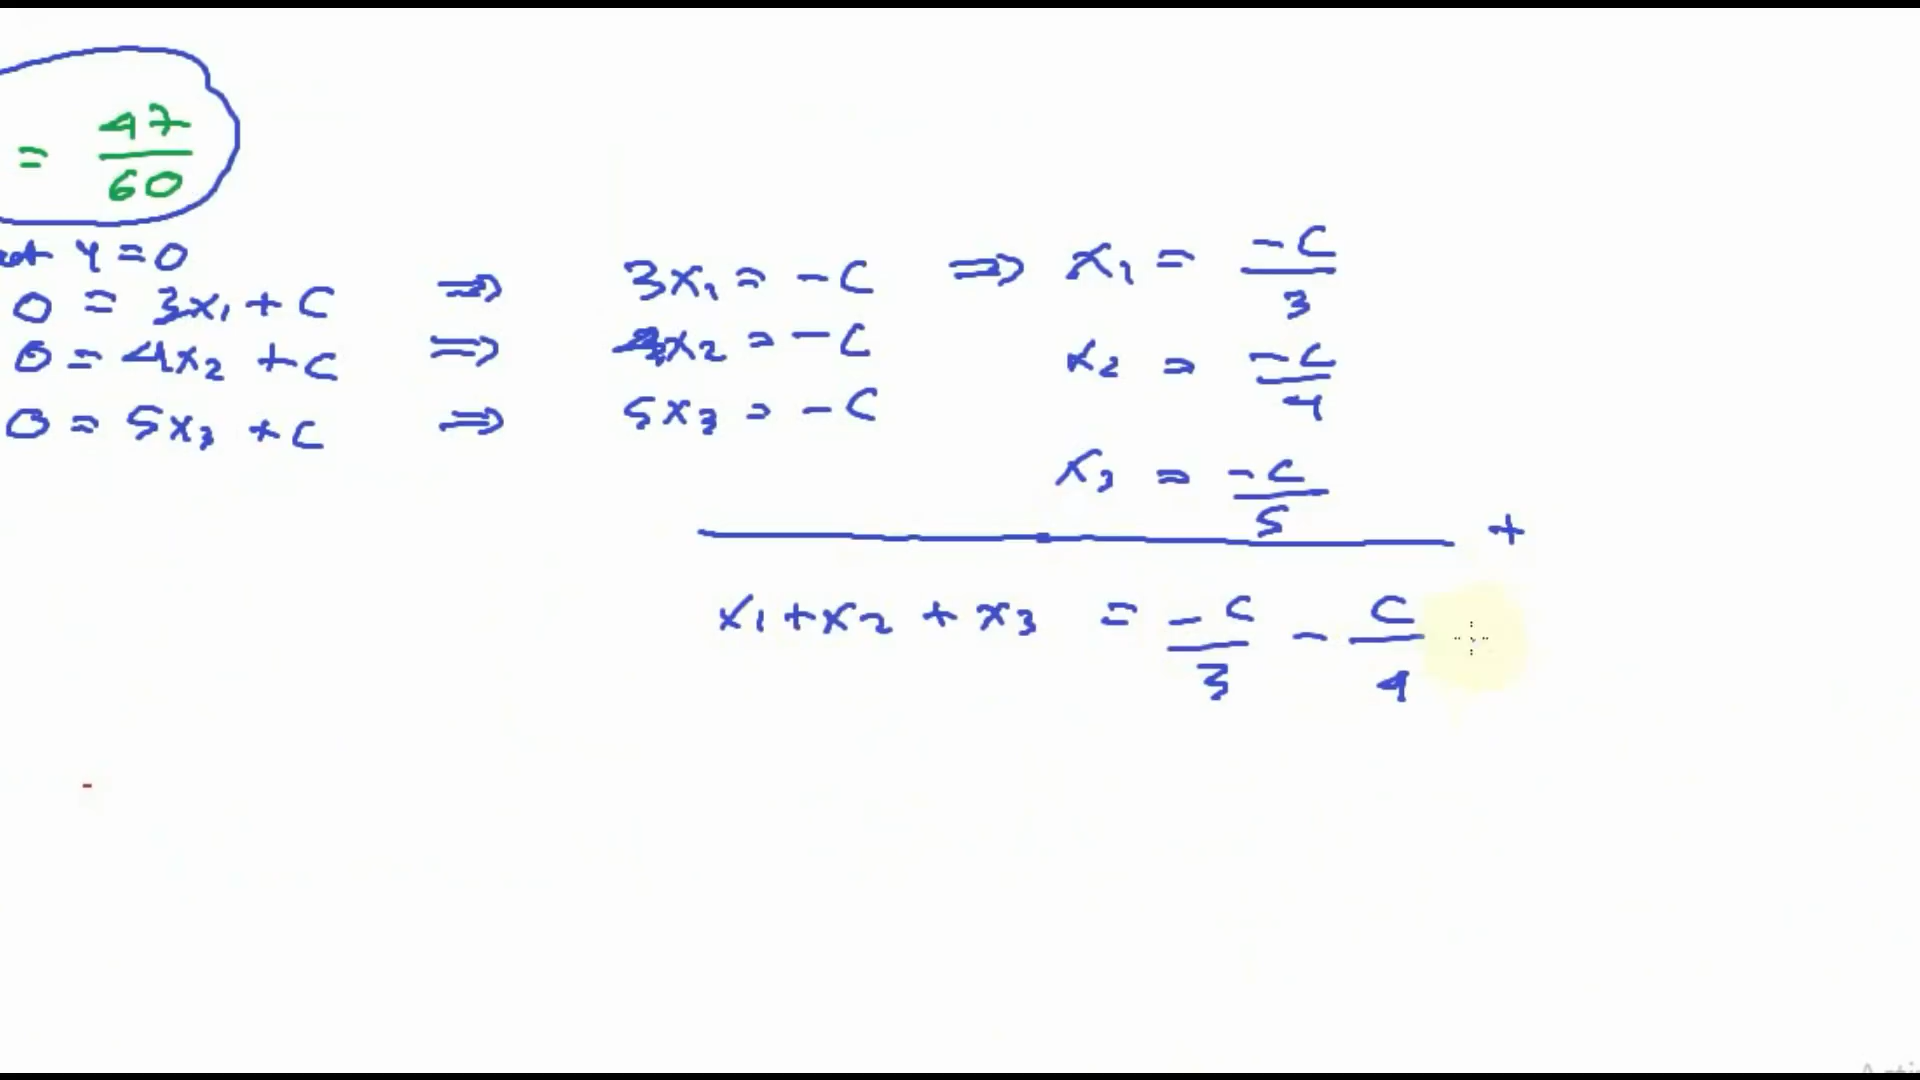 = 47/60
Y = 0
0 = 3x₁ + C ⇒ 3x₁ = -C ⇒ x₁ = -C/3
0 = 4x₂ + C ⇒ 4x₂ = -C x₂ = -C/4
0 = 5x₃ + C ⇒ 5x₃ = -C
x₃ = -C/5
+
x₁ + x₂ + x₃ = -C/3 - C/4